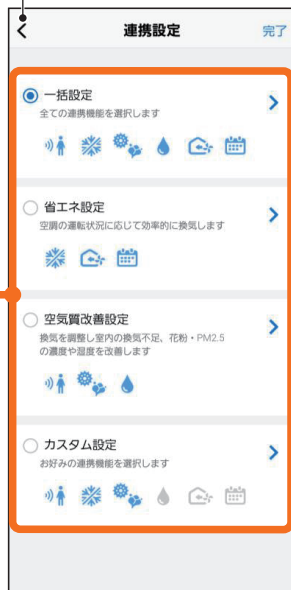 連携設定
完了
一括設定
全ての連携機能を選択します
省エネ設定
空調の運転状況に応じて効率的に換気します
空気質改善設定
換気を調整し室内の換気不足、花粉・PM2.5
の濃度や湿度を改善します
カスタム設定
お好みの連携機能を選択します